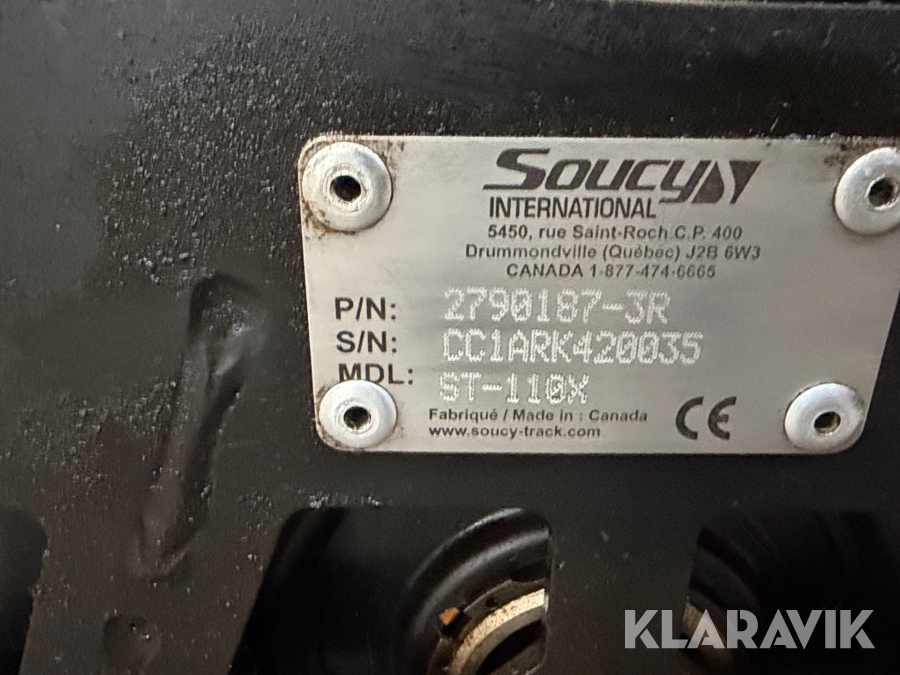 SOUCY
INTERNATIONAL
5450, rue Saint-Roch C.P. 400
Drummondville (Québec) J2B 6W3
CANADA 1-877-474-6665
P/N: 2790187-3R
S/N: CC1ARK420035
MDL: ST-110X
Fabriqué / Made in : Canada
www.soucy-track.com
CE
KLARAVIK